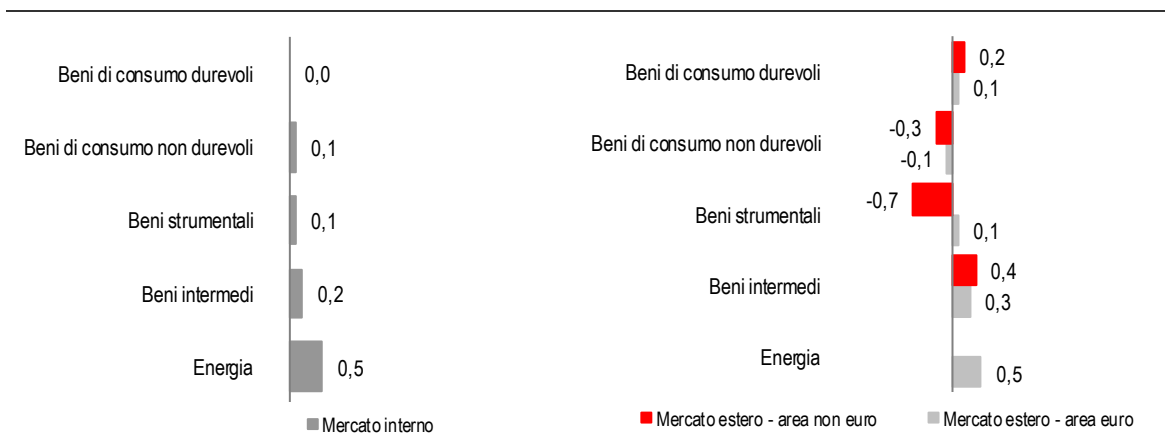 Beni di consumo durevoli
0,0
Beni di consumo non durevoli
0,1
Beni strumentali
0,1
Beni intermedi
0,2
Energia
0,5
Mercato interno
Beni di consumo durevoli
0,2
0,1
Beni di consumo non durevoli
-0,3
-0,1
Beni strumentali
-0,7
0,1
Beni intermedi
0,4
0,3
Energia
0,5
Mercato estero - area non euro
Mercato estero - area euro